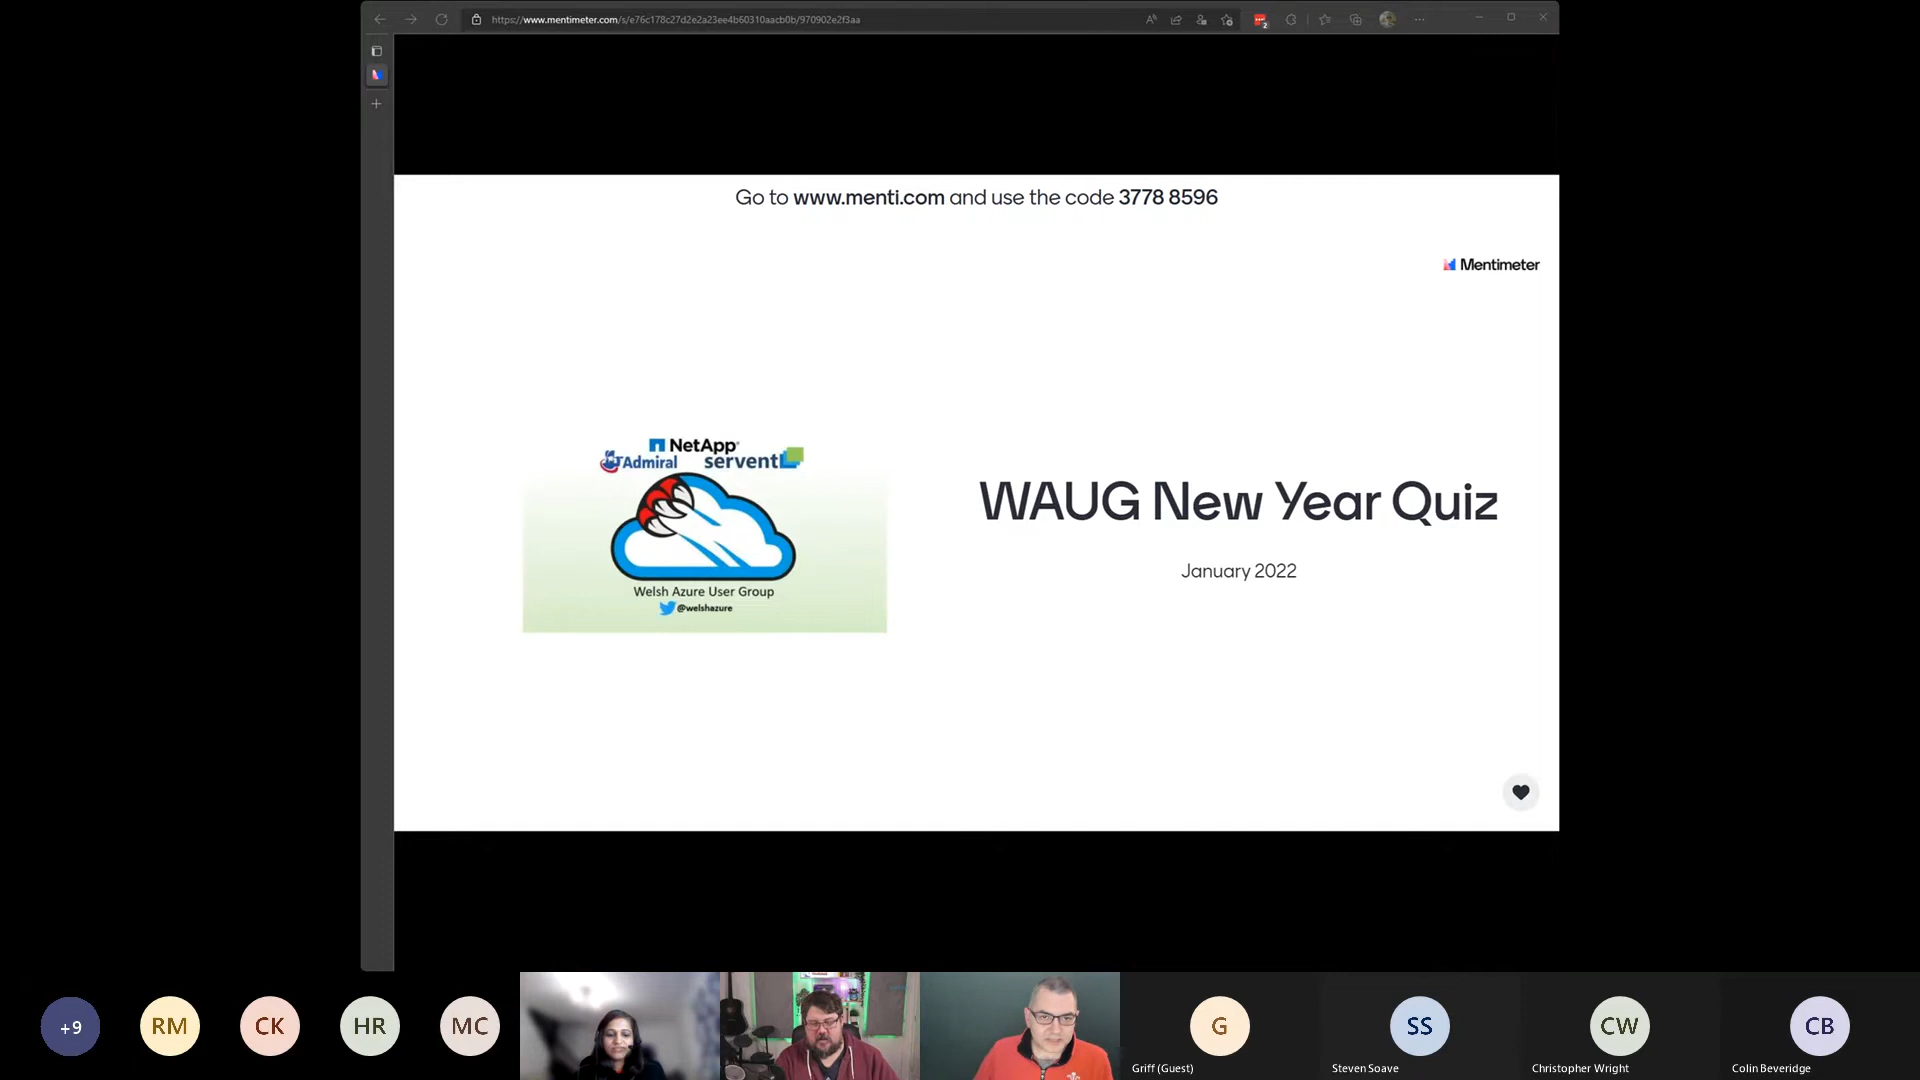 https://www.mentimeter.com/s/e76c178c27d2e2a23ee4b60310aacb0b/970902e2f3aa
2
Go to www.menti.com and use the code 3778 8596
Mentimeter
NetApp
Admiral servent
Welsh Azure User Group
@welshazure
WAUG New Year Quiz
January 2022
+9
RM
CK
HR
MC
G
SS
CW
CB
Griff (Guest)
Steven Soave
Christopher Wright
Colin Beveridge